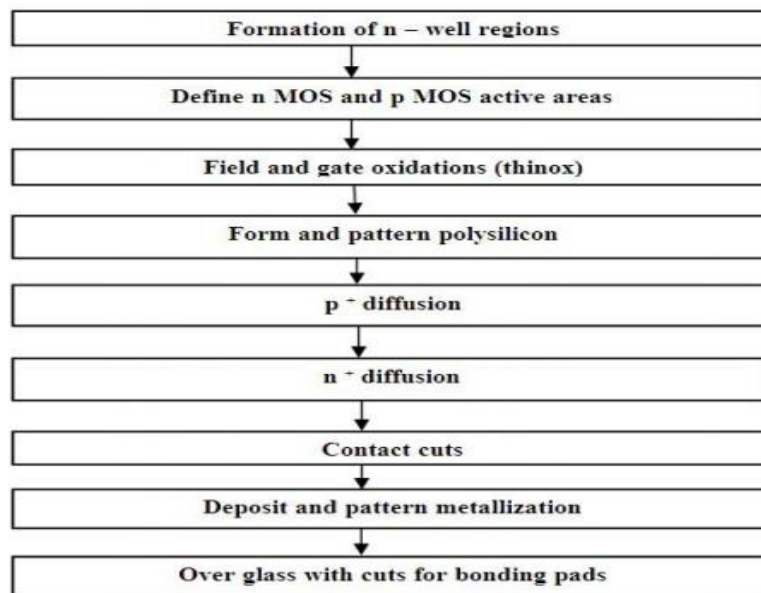 Formation of n – well regions
Define n MOS and p MOS active areas
Field and gate oxidations (thinox)
Form and pattern polysilicon
p⁺ diffusion
n⁺ diffusion
Contact cuts
Deposit and pattern metallization
Over glass with cuts for bonding pads